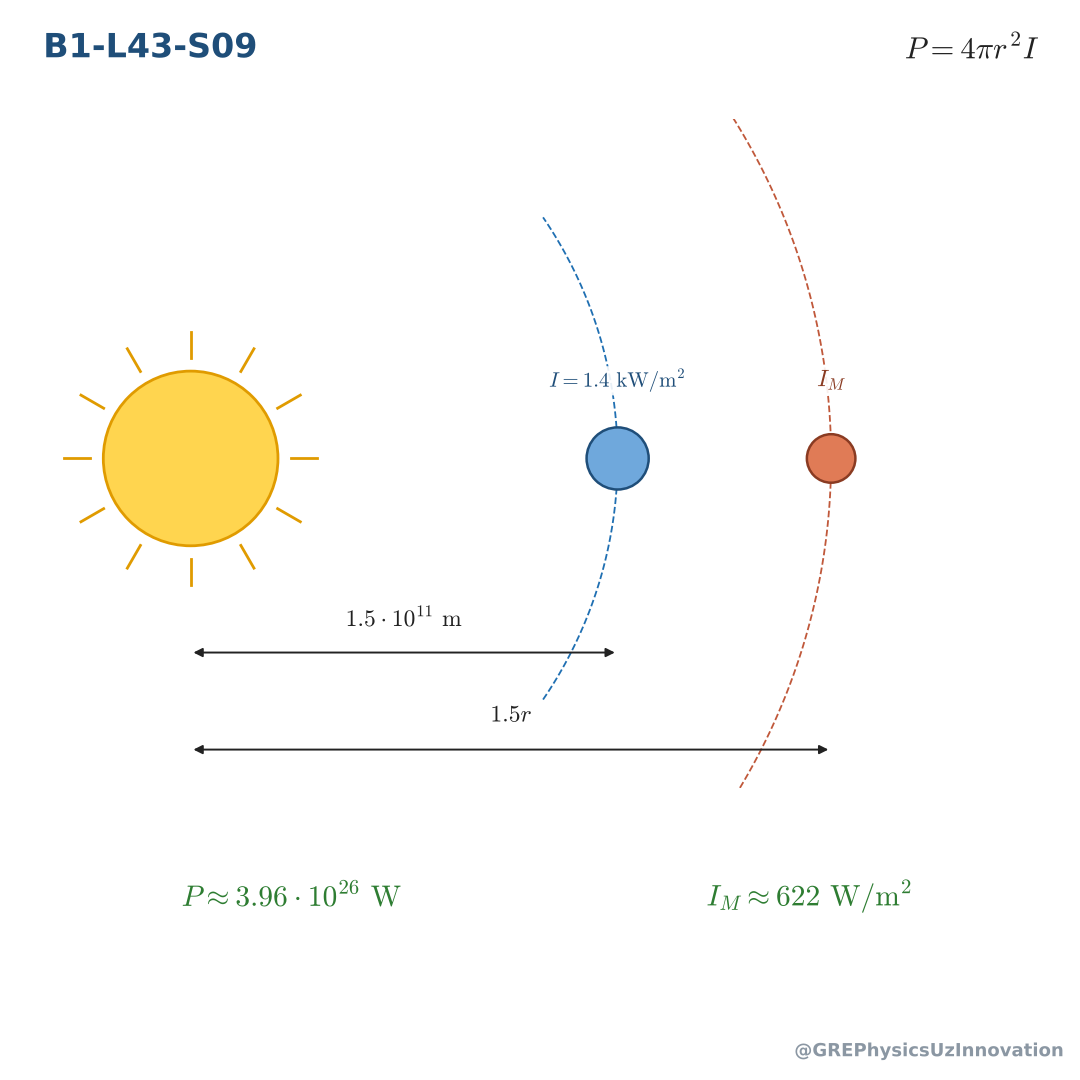 B1-L43-S09
P = 4πr²I
I = 1.4 kW/m²
I_M
1.5 · 10¹¹ m
1.5r
P ≈ 3.96 · 10²⁶ W
I_M ≈ 622 W/m²
@GREPhysicsUzInnovation